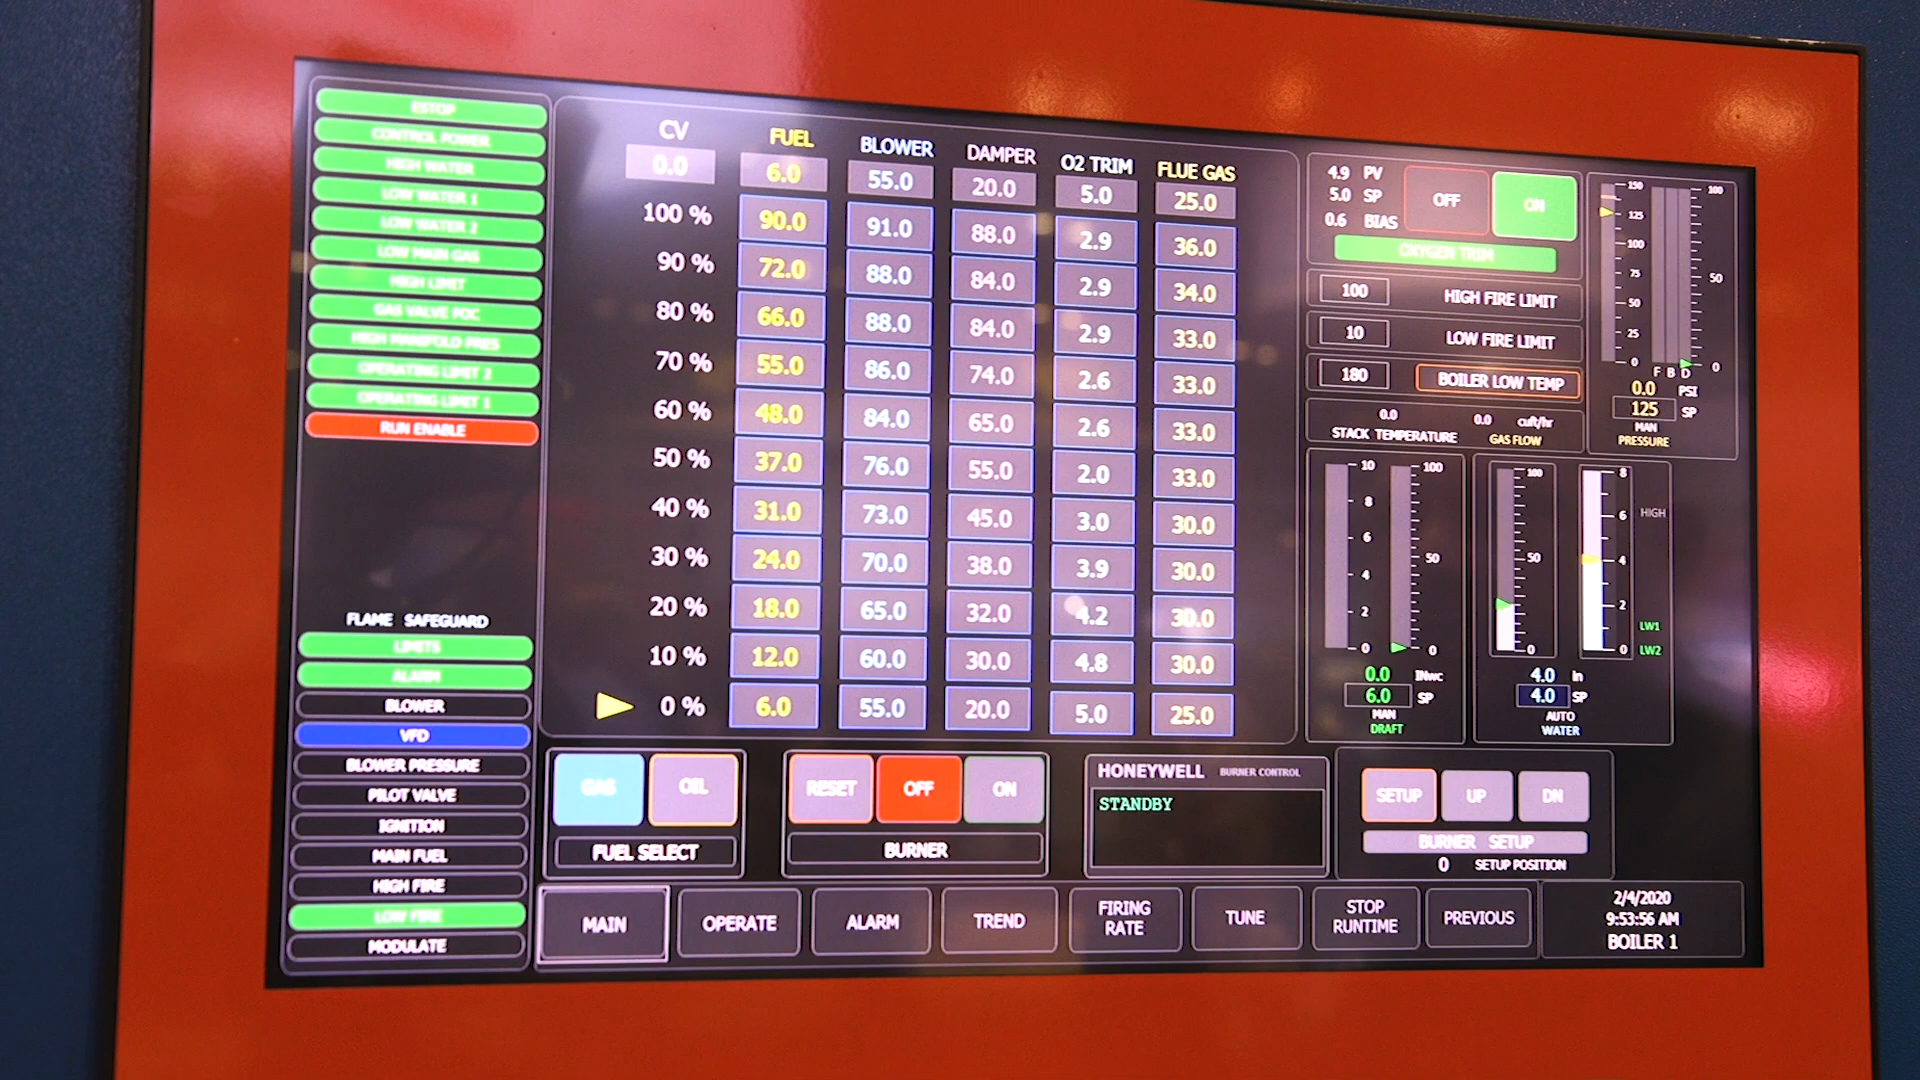 ESTOP
CONTROL POWER
HIGH WATER
LOW WATER 1
LOW WATER 2
LOW MAIN GAS
HIGH LIMIT
GAS VALVE POC
HIGH MANIFOLD PRES
OPERATING LIMIT 2
OPERATING LIMIT 1
RUN ENABLE
FLAME SAFEGUARD
LIMITS
ALARM
BLOWER
VFD
BLOWER PRESSURE
PILOT VALVE
IGNITION
MAIN FUEL
HIGH FIRE
LOW FIRE
MODULATE
CV FUEL BLOWER DAMPER O2 TRIM FLUE GAS
0.0 6.0 55.0 20.0 5.0 25.0
100 % 90.0 91.0 88.0 2.9 36.0
90 % 72.0 88.0 84.0 2.9 34.0
80 % 66.0 88.0 84.0 2.9 33.0
70 % 55.0 86.0 74.0 2.6 33.0
60 % 48.0 84.0 65.0 2.6 33.0
50 % 37.0 76.0 55.0 2.0 33.0
40 % 31.0 73.0 45.0 3.0 30.0
30 % 24.0 70.0 38.0 3.9 30.0
20 % 18.0 65.0 32.0 4.2 30.0
10 % 12.0 60.0 30.0 4.8 30.0
0 % 6.0 55.0 20.0 5.0 25.0
4.9 PV
5.0 SP
0.6 BIAS
OFF ON
OXYGEN TRIM
100 HIGH FIRE LIMIT
10 LOW FIRE LIMIT
180 BOILER LOW TEMP
0.0 0.0 cuft/hr
STACK TEMPERATURE GAS FLOW
150 100
125
100
75 50
50
25
0 0
F B D
0.0 PSI
125 SP
MAN
PRESSURE
10 100
8
6
50
4
2
0 0
0.0 INwc
6.0 SP
MAN
DRAFT
100 8
6 HIGH
50 4
2
LW1
0 0 LW2
4.0 in
4.0 SP
AUTO
WATER
GAS OIL
FUEL SELECT
RESET OFF ON
BURNER
HONEYWELL BURNER CONTROL
STANDBY
SETUP UP DN
BURNER SETUP
0 SETUP POSITION
MAIN OPERATE ALARM TREND FIRING RATE TUNE STOP RUNTIME PREVIOUS
2/4/2020
9:53:56 AM
BOILER 1